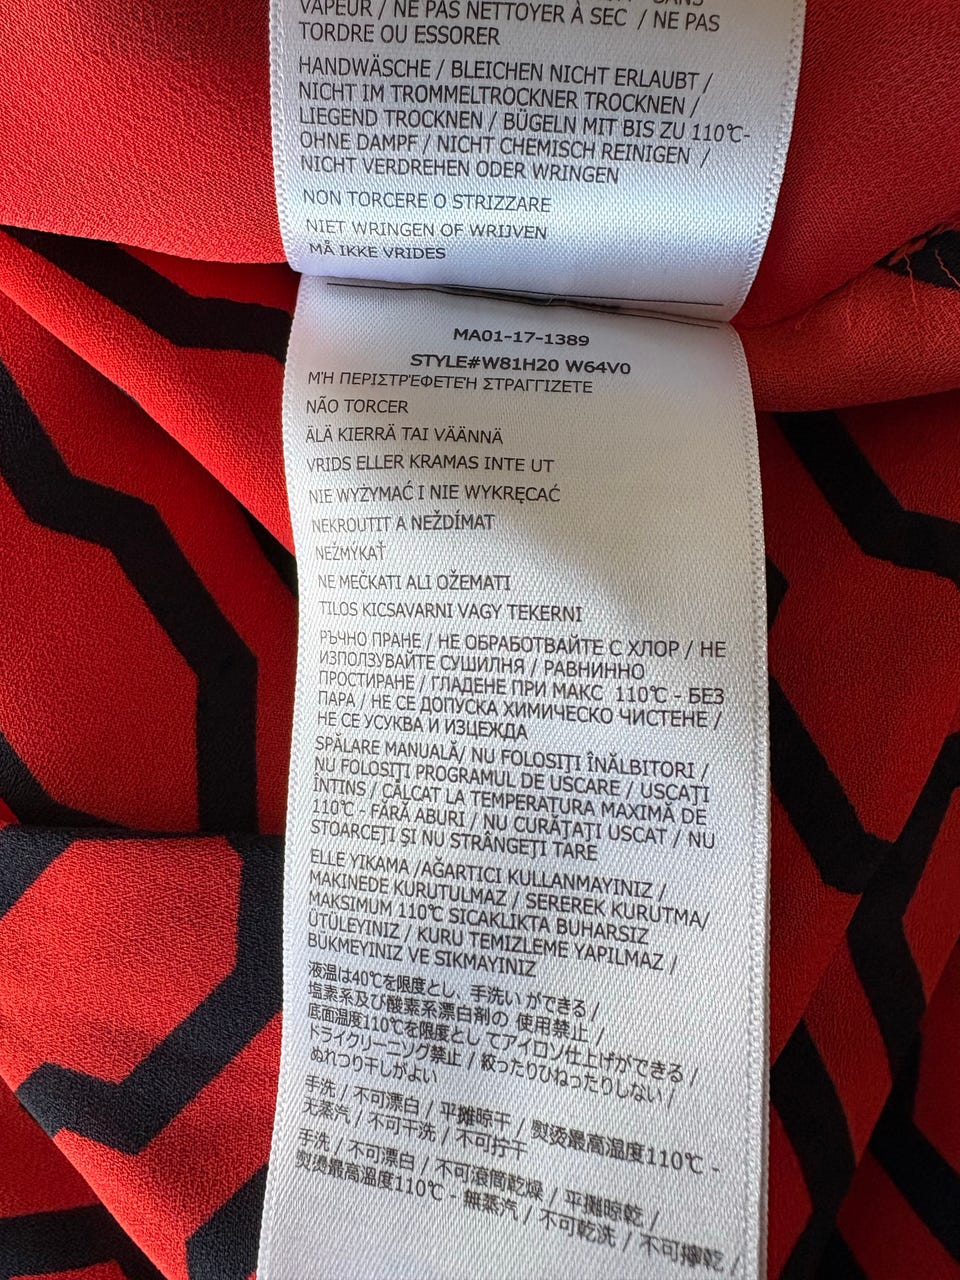 VAPEUR / NE PAS NETTOYER À SEC / NE PAS
TORDRE OU ESSORER
HANDWÄSCHE / BLEICHEN NICHT ERLAUBT /
NICHT IM TROMMELTROCKNER TROCKNEN /
LIEGEND TROCKNEN / BÜGELN MIT BIS ZU 110℃-
OHNE DAMPF / NICHT CHEMISCH REINIGEN /
NICHT VERDREHEN ODER WRINGEN
NON TORCERE O STRIZZARE
NIET WRINGEN OF WRIJVEN
MÅ IKKE VRIDES
MA01-17-1389
STYLE#W81H20 W64V0
ΜΉ ΠΕΡΙΣΤΡΈΦΕΤΕΉ ΣΤΡΑΓΓΙΖΕΤΕ
NÃO TORCER
ÄLÄ KIERRÄ TAI VÄÄNNÄ
VRIDS ELLER KRAMAS INTE UT
NIE WYŻYMAĆ I NIE WYKRĘCAĆ
NEKROUTIT A NEŽDÍMAT
NEŽMÝKAŤ
NE MEČKATI ALI OŽEMATI
TILOS KICSAVARNI VAGY TEKERNI
РЪЧНО ПРАНЕ / НЕ ОБРАБОТВАЙТЕ С ХЛОР / НЕ
ИЗПОЛЗУВАЙТЕ СУШИЛНЯ / РАВНИННО
ПРОСТИРАНЕ / ГЛАДЕНЕ ПРИ МАКС 110℃ - БЕЗ
ПАРА / НЕ СЕ ДОПУСКА ХИМИЧЕСКО ЧИСТЕНЕ /
НЕ СЕ УСУКВА И ИЗЦЕЖДА
SPĂLARE MANUALĂ/ NU FOLOSIȚI ÎNĂLBITORI /
NU FOLOSIȚI PROGRAMUL DE USCARE / USCAȚI
ÎNTINS / CĂLCAT LA TEMPERATURA MAXIMĂ DE
110℃ - FĂRĂ ABURI / NU CURĂȚAȚI USCAT / NU
STOARCEȚI ȘI NU STRÂNGEȚI TARE
ELLE YIKAMA /AĞARTICI KULLANMAYINIZ /
MAKINEDE KURUTULMAZ / SEREREK KURUTMA/
MAKSIMUM 110℃ SICAKLIKTA BUHARSIZ
ÜTÜLEYINIZ / KURU TEMIZLEME YAPILMAZ /
BÜKMEYINIZ VE SIKMAYINIZ
液温は40℃を限度とし、手洗い ができる /
塩素系及び酸素系漂白剤の 使用禁止 /
底面温度110℃を限度として アイロン仕上げができる /
ドライクリーニング禁止 / 絞ったりひねったりしない /
ぬれつり干しがよい
手洗 / 不可漂白 / 平摊晾干 / 熨烫最高温度110℃ -
无蒸汽 / 不可干洗 / 不可拧干
手洗 / 不可漂白 / 不可滾筒乾燥 / 平攤晾乾 /
熨燙最高溫度110℃ - 無蒸汽 / 不可乾洗 / 不可擰乾 /